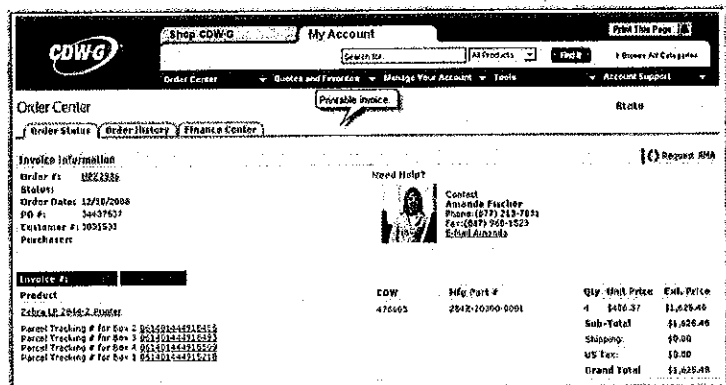 CDW·G
Shop CDW·G
My Account
Print This Page
Search for:
All Products
Find It
Browse All Categories
Order Center
Quotes and Favorites
Manage Your Account
Tools
Account Support
Order Center
Printable invoice.
Order Status
Order History
Finance Center
Invoice Information
Request RMA
Order #:
Status:
Order Date: 12/10/2008
PO #:
Customer #:
Purchaser:
Need Help?
Contact
Amanda Fischer
Phone:
Fax:
E-Mail Amanda
Invoice #:
Product
CDW
Mfg Part #
Qty
Unit Price
Ext. Price
Zebra LP 2844-Z Printer
4
$406.37
$1,625.48
Parcel Tracking # for Box 2
Parcel Tracking # for Box 3
Parcel Tracking # for Box 4
Parcel Tracking # for Box 1
Sub-Total
$1,625.48
Shipping:
$0.00
US Tax:
$0.00
Grand Total
$1,625.48